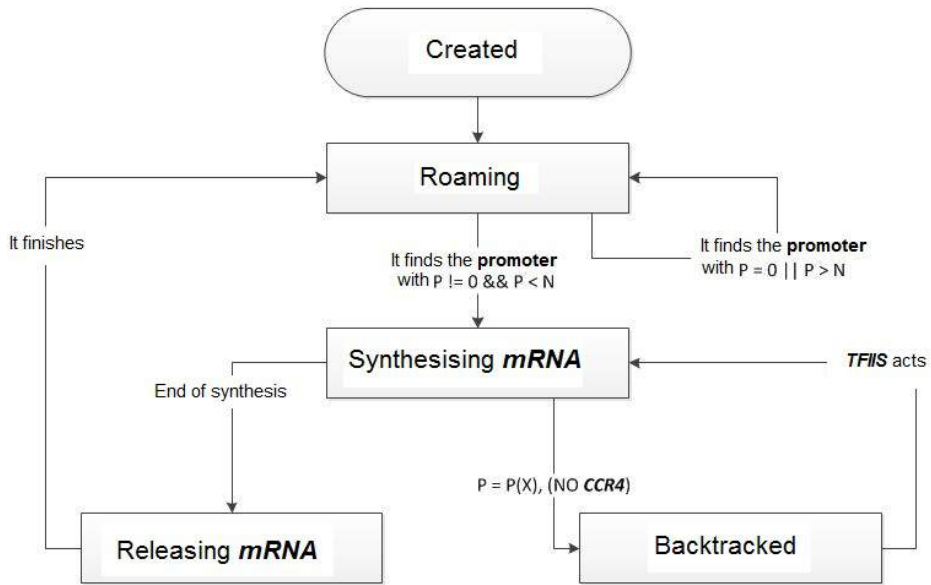 Created
Roaming
It finishes
It finds the promoter
with P != 0 && P < N
It finds the promoter
with P = 0 || P > N
Synthesising mRNA
TFIIS acts
End of synthesis
P = P(X), (NO CCR4)
Releasing mRNA
Backtracked